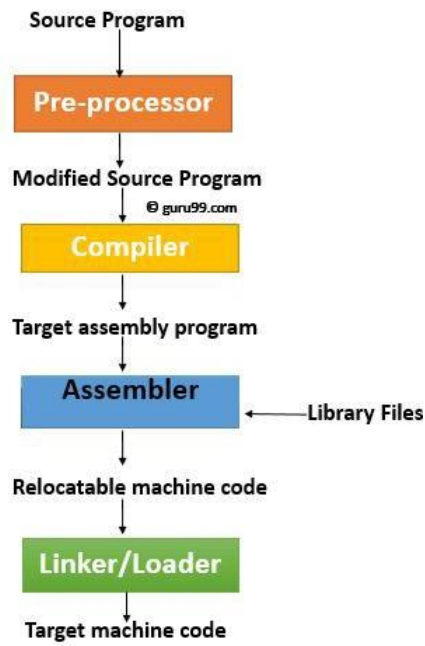 Source Program
Pre-processor
Modified Source Program
© guru99.com
Compiler
Target assembly program
Assembler
Library Files
Relocatable machine code
Linker/Loader
Target machine code